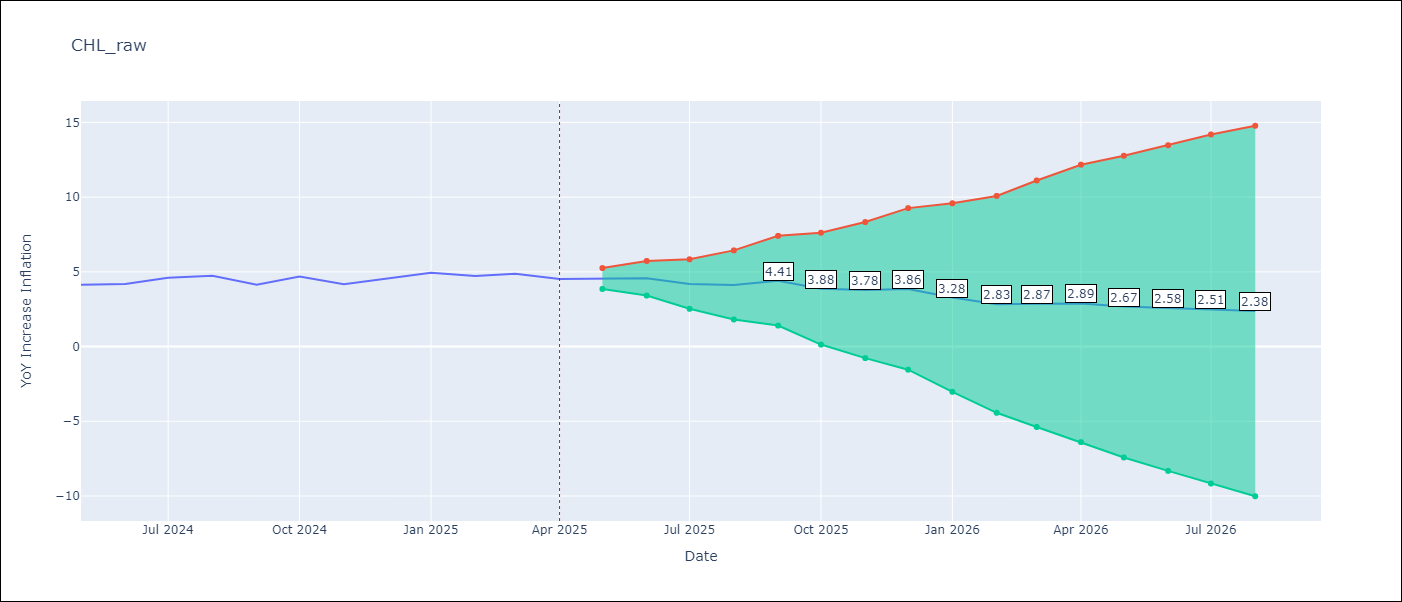 CHL_raw
15
10
5
0
−5
−10
YoY Increase Inflation
4.41
3.88
3.78
3.86
3.28
2.83
2.87
2.89
2.67
2.58
2.51
2.38
Jul 2024
Oct 2024
Jan 2025
Apr 2025
Jul 2025
Oct 2025
Jan 2026
Apr 2026
Jul 2026
Date